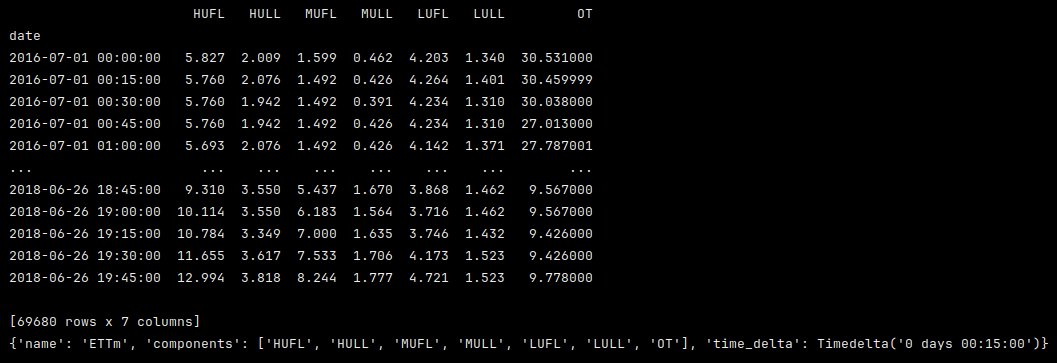 HUFL HULL MUFL MULL LUFL LULL OT
date
2016-07-01 00:00:00 5.827 2.009 1.599 0.462 4.203 1.340 30.531000
2016-07-01 00:15:00 5.760 2.076 1.492 0.426 4.264 1.401 30.459999
2016-07-01 00:30:00 5.760 1.942 1.492 0.391 4.234 1.310 30.038000
2016-07-01 00:45:00 5.760 1.942 1.492 0.426 4.234 1.310 27.013000
2016-07-01 01:00:00 5.693 2.076 1.492 0.426 4.142 1.371 27.787001
... ... ... ... ... ... ... ...
2018-06-26 18:45:00 9.310 3.550 5.437 1.670 3.868 1.462 9.567000
2018-06-26 19:00:00 10.114 3.550 6.183 1.564 3.716 1.462 9.567000
2018-06-26 19:15:00 10.784 3.349 7.000 1.635 3.746 1.432 9.426000
2018-06-26 19:30:00 11.655 3.617 7.533 1.706 4.173 1.523 9.426000
2018-06-26 19:45:00 12.994 3.818 8.244 1.777 4.721 1.523 9.778000
[69680 rows x 7 columns]
{'name': 'ETTm', 'components': ['HUFL', 'HULL', 'MUFL', 'MULL', 'LUFL', 'LULL', 'OT'], 'time_delta': Timedelta('0 days 00:15:00')}